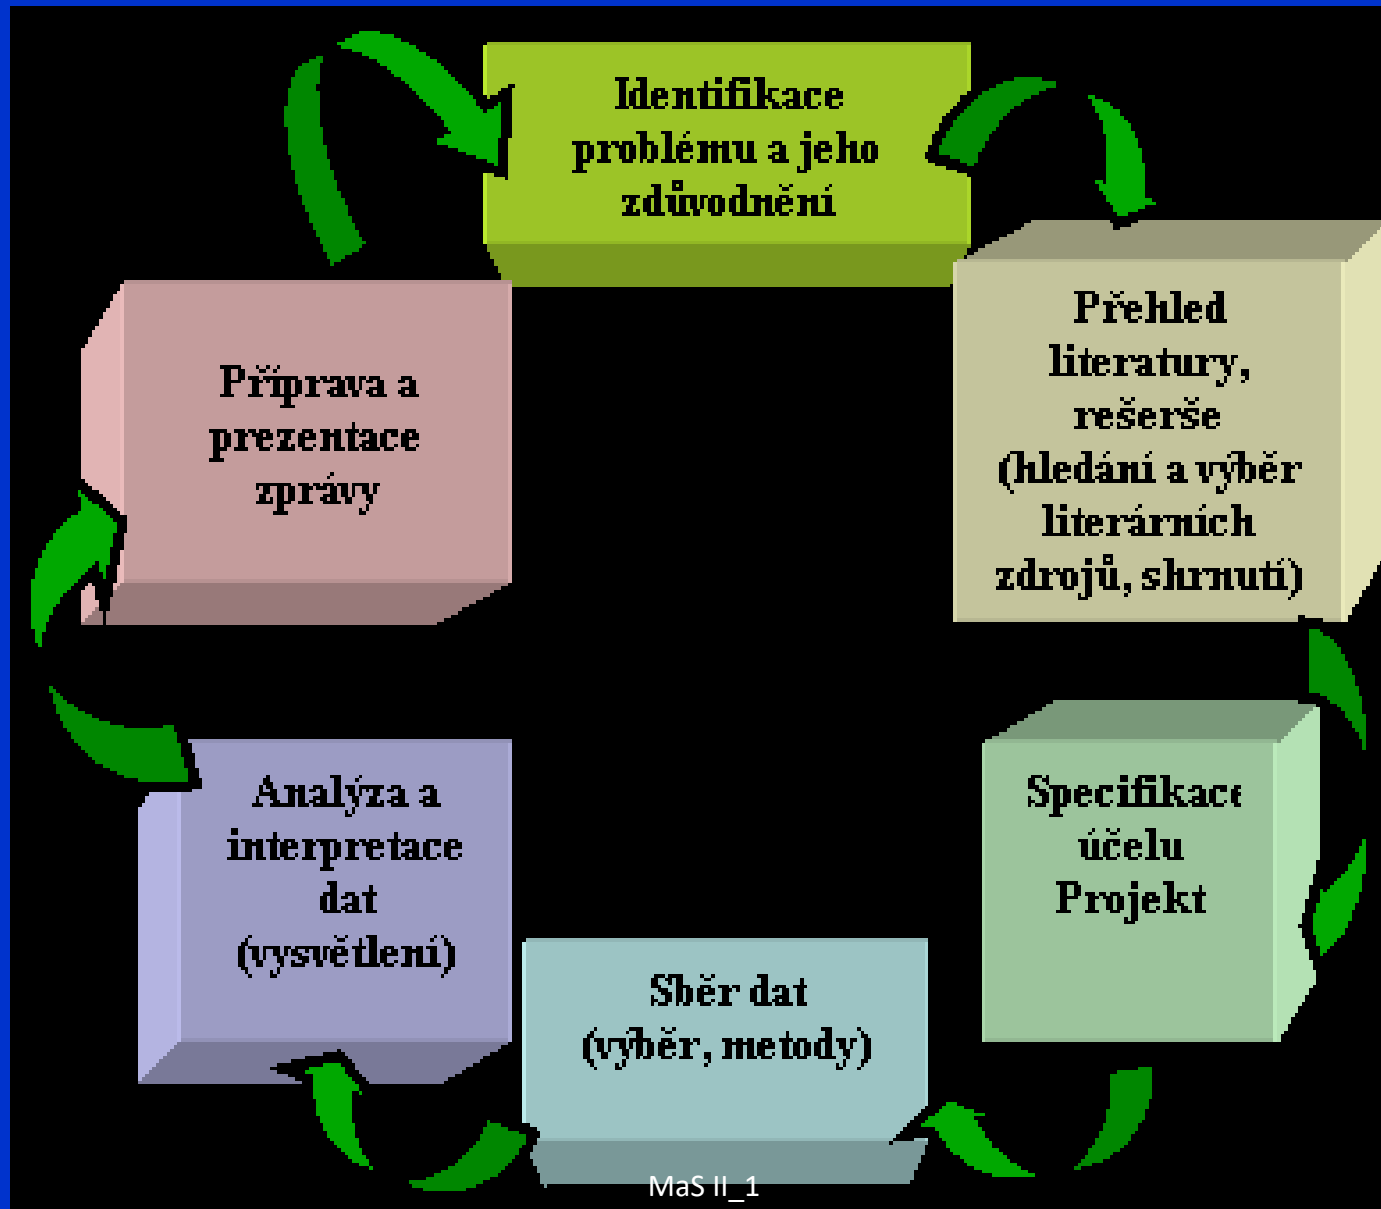 Identifikace
problému a jeho
zdůvodnění
Přehled
literatury,
rešerše
(hledání a výběr
literárních
zdrojů, shrnutí)
Specifikace
účelu
Projekt
Sběr dat
(výběr, metody)
Analýza a
interpretace
dat
(vysvětlení)
Příprava a
prezentace
zprávy
MaS II_1